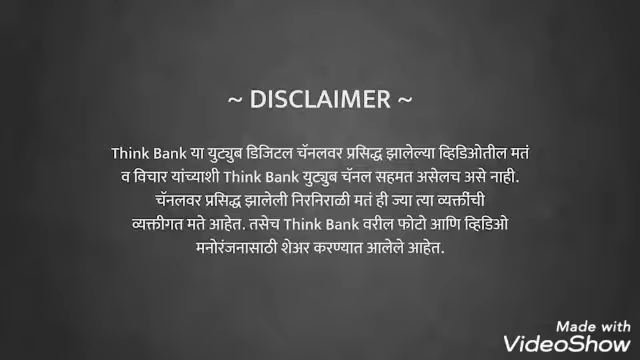 ~ DISCLAIMER ~
Think Bank या युट्युब डिजिटल चॅनलवर प्रसिद्ध झालेल्या व्हिडिओतील मतं
व विचार यांच्याशी Think Bank युट्युब चॅनल सहमत असेलच असे नाही.
चॅनलवर प्रसिद्ध झालेली निरनिराळी मतं ही ज्या त्या व्यक्तींची
व्यक्तीगत मते आहेत. तसेच Think Bank वरील फोटो आणि व्हिडिओ
मनोरंजनासाठी शेअर करण्यात आलेले आहेत.
Made with
VideoShow